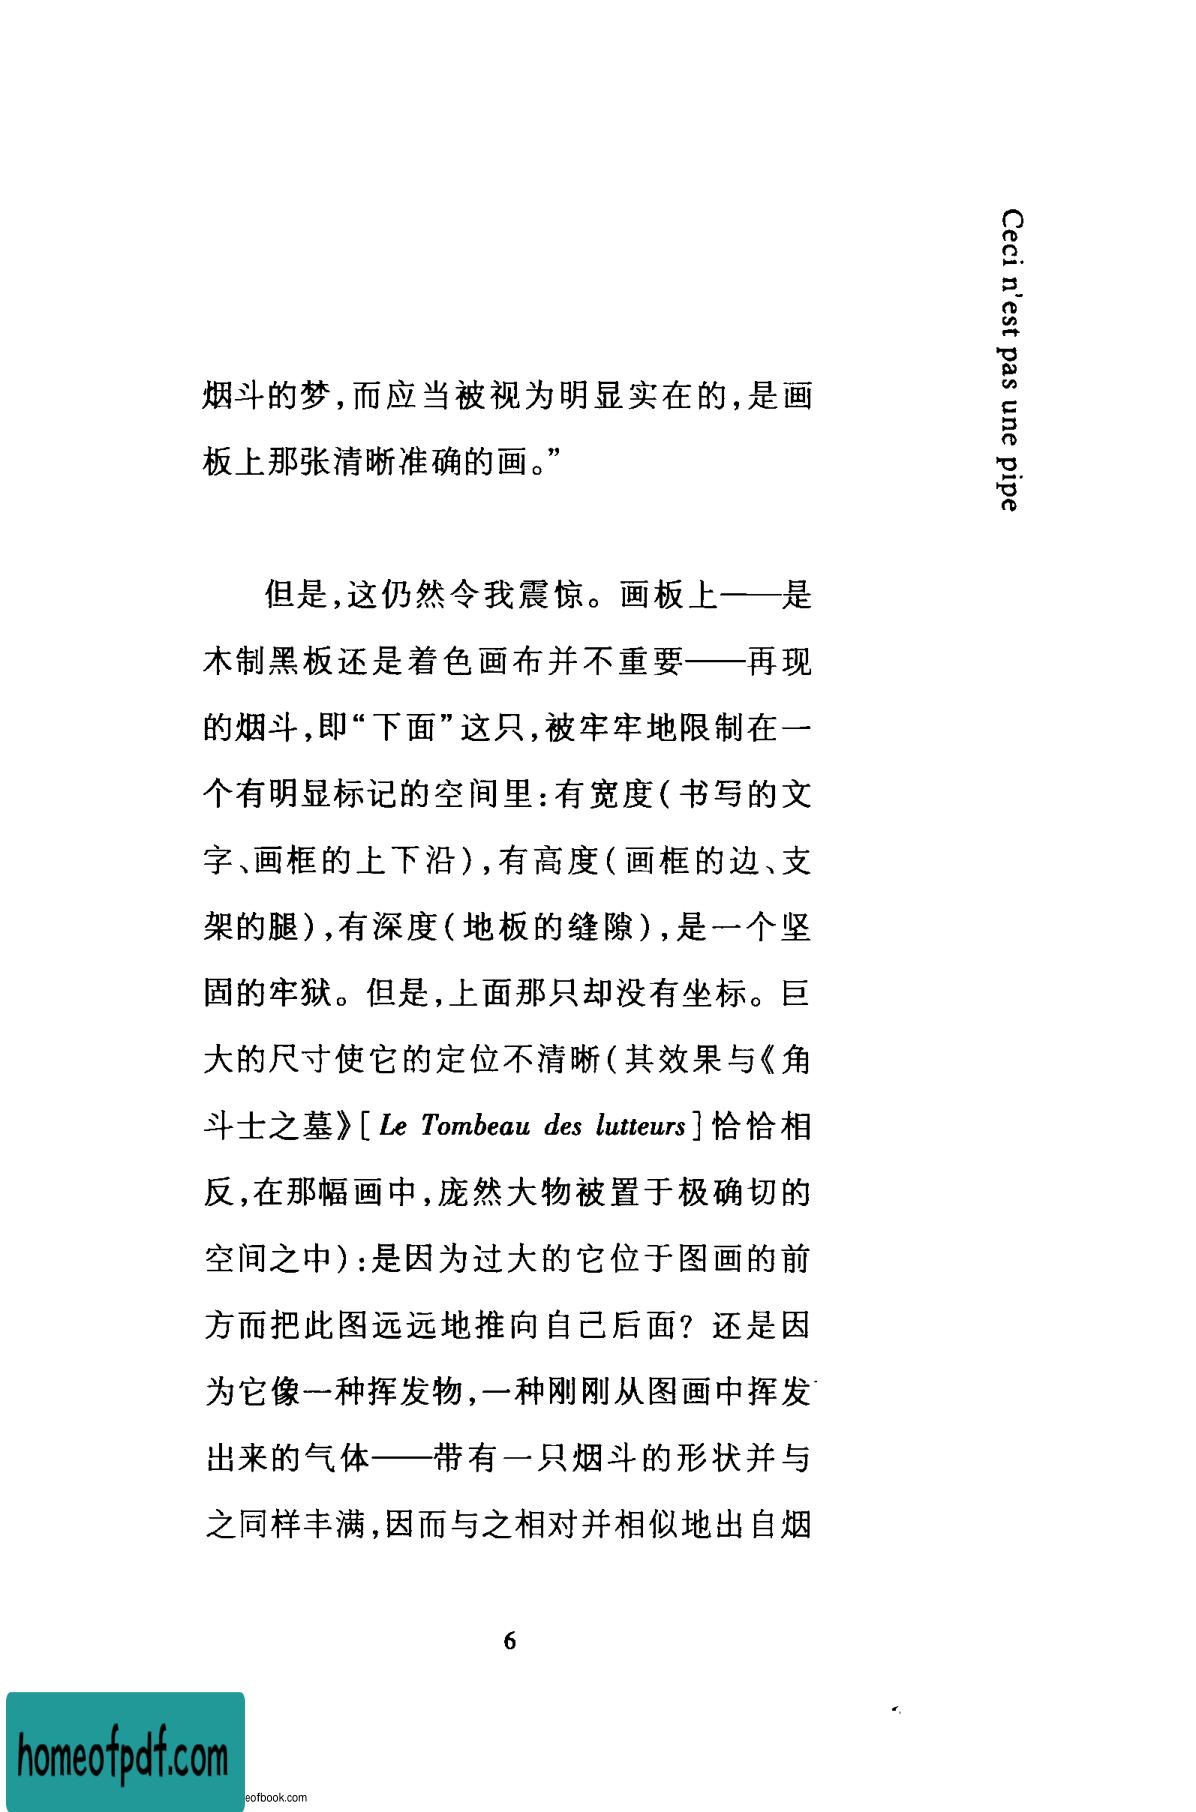 Ceci n'est pas une pipe
烟斗的梦,而应当被视为明显实在的,是画
板上那张清晰准确的画。”
但是,这仍然令我震惊。画板上——是
木制黑板还是着色画布并不重要——再现
的烟斗,即“下面”这只,被牢牢地限制在一
个有明显标记的空间里:有宽度(书写的文
字、画框的上下沿),有高度(画框的边、支
架的腿),有深度(地板的缝隙),是一个坚
固的牢狱。但是,上面那只却没有坐标。巨
大的尺寸使它的定位不清晰(其效果与《角
斗士之墓》[Le Tombeau des lutteurs]恰恰相
反,在那幅画中,庞然大物被置于极确切的
空间之中):是因为过大的它位于图画的前
方而把此图远远地推向自己后面?还是因
为它像一种挥发物,一种刚刚从图画中挥发
出来的气体——带有一只烟斗的形状并与
之同样丰满,因而与之相对并相似地出自烟
6
homeofpdf.com
eofbook.com